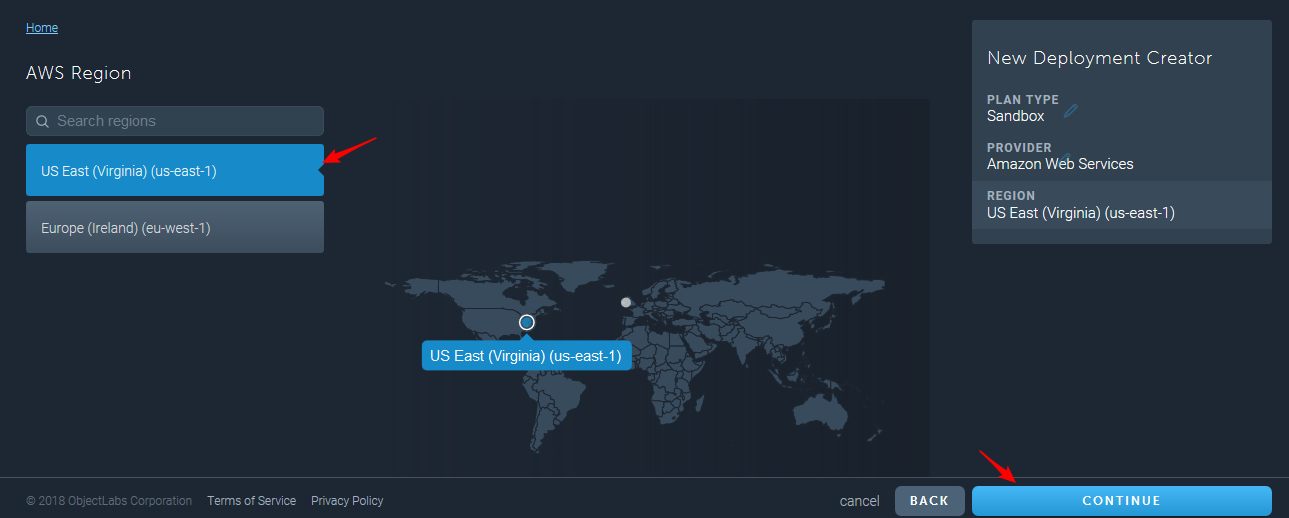 Home
AWS Region
Search regions
US East (Virginia) (us-east-1)
Europe (Ireland) (eu-west-1)
US East (Virginia) (us-east-1)
New Deployment Creator
PLAN TYPE
Sandbox
PROVIDER
Amazon Web Services
REGION
US East (Virginia) (us-east-1)
© 2018 ObjectLabs Corporation Terms of Service Privacy Policy cancel BACK CONTINUE